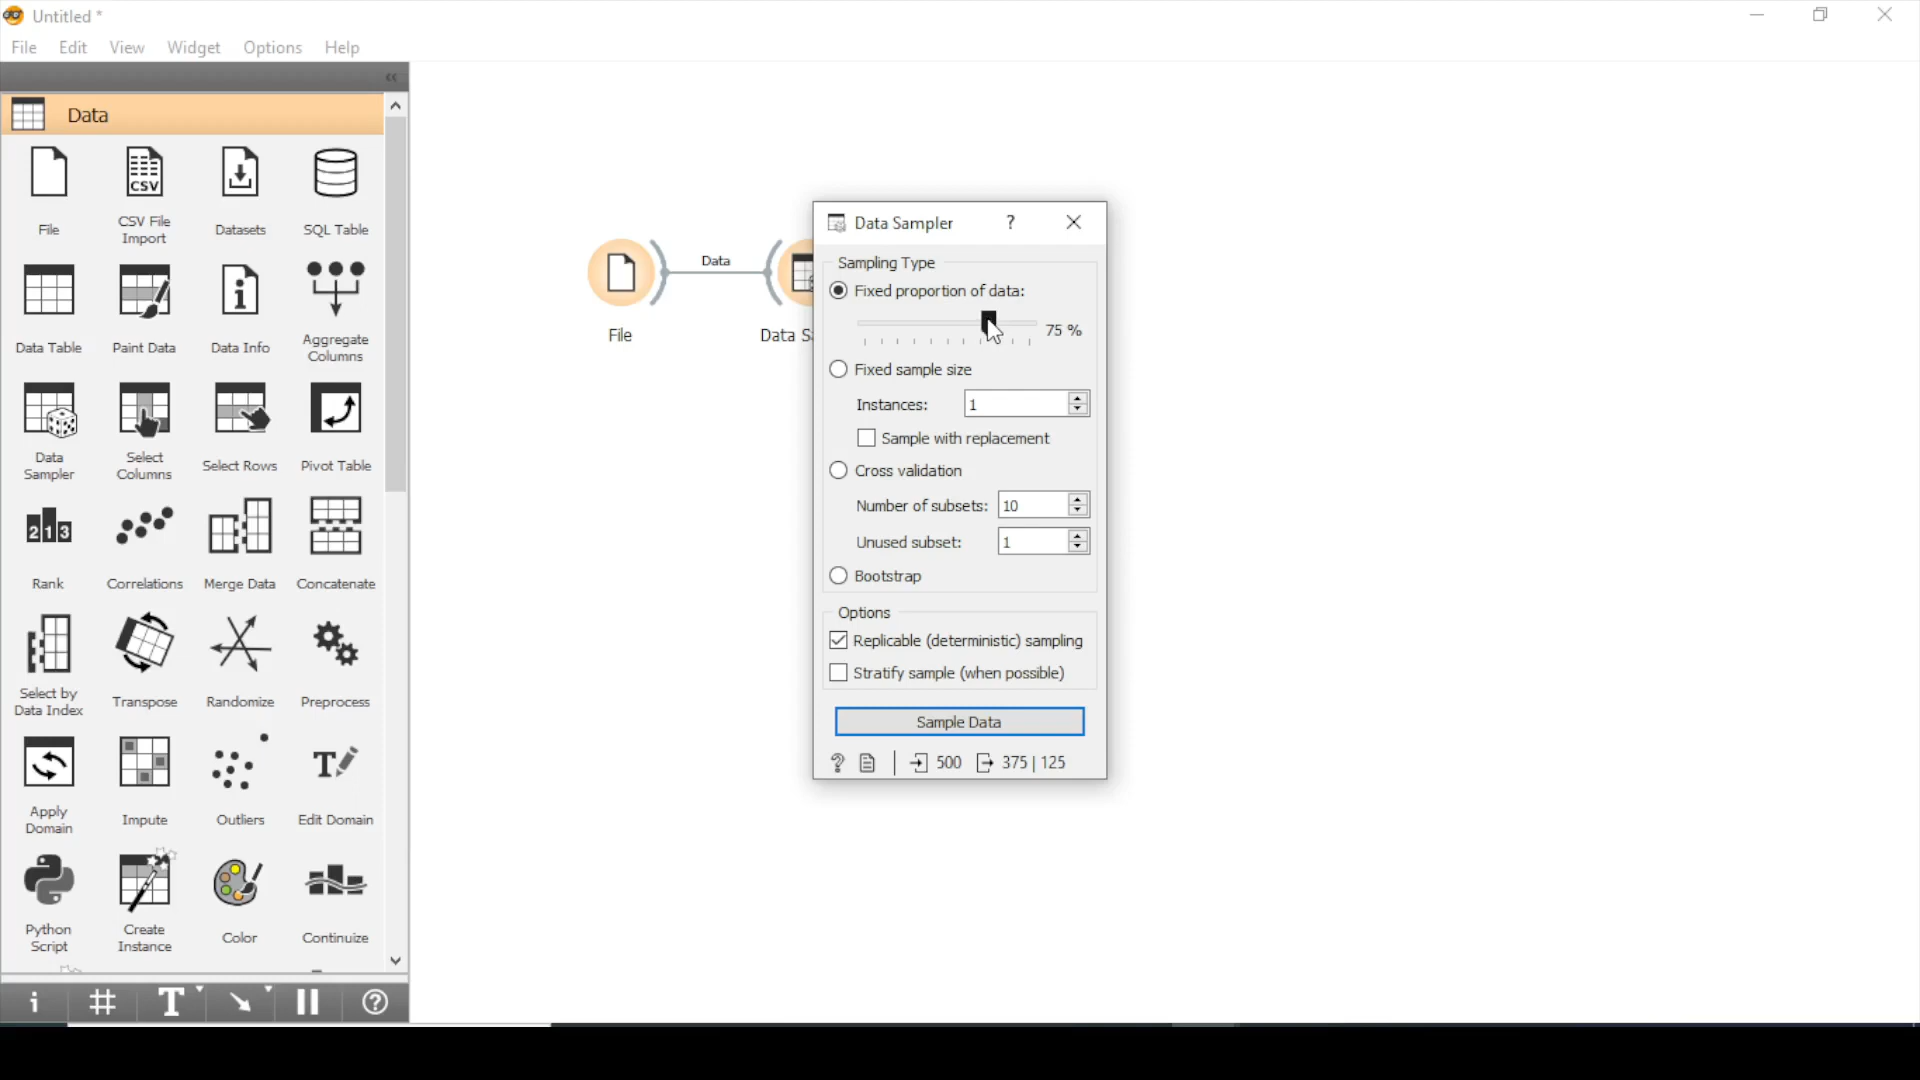 Untitled *
File Edit View Widget Options Help
«
Data
File
CSV
CSV File Import
Datasets
SQL Table
Data Table
Paint Data
Data Info
Aggregate Columns
Data Sampler
Select Columns
Select Rows
Pivot Table
213
Rank
Correlations
Merge Data
Concatenate
Select by Data Index
Transpose
Randomize
Preprocess
Apply Domain
Impute
Outliers
Edit Domain
Python Script
Create Instance
Color
Continuize
i # T ?
File
Data
Data S
Data Sampler ?
Sampling Type
Fixed proportion of data:
75 %
Fixed sample size
Instances: 1
Sample with replacement
Cross validation
Number of subsets: 10
Unused subset: 1
Bootstrap
Options
Replicable (deterministic) sampling
Stratify sample (when possible)
Sample Data
? 500 375 | 125